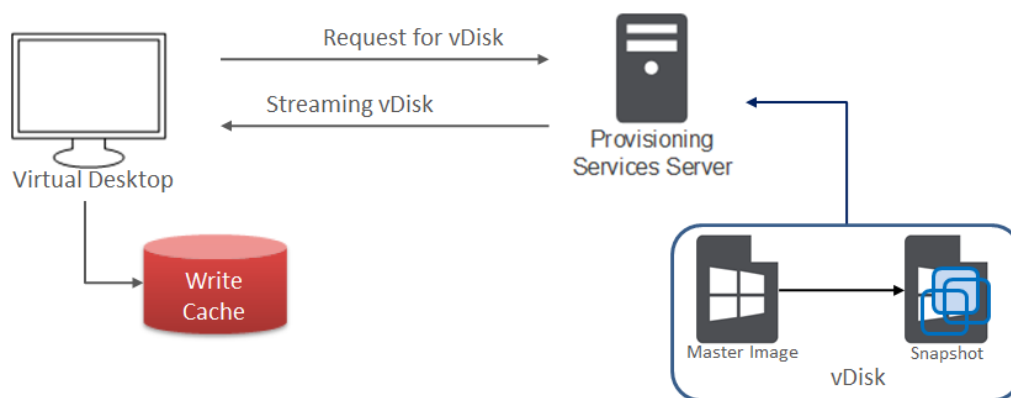 Request for vDisk
Streaming vDisk
Virtual Desktop
Provisioning
Services Server
Write
Cache
Master Image
Snapshot
vDisk